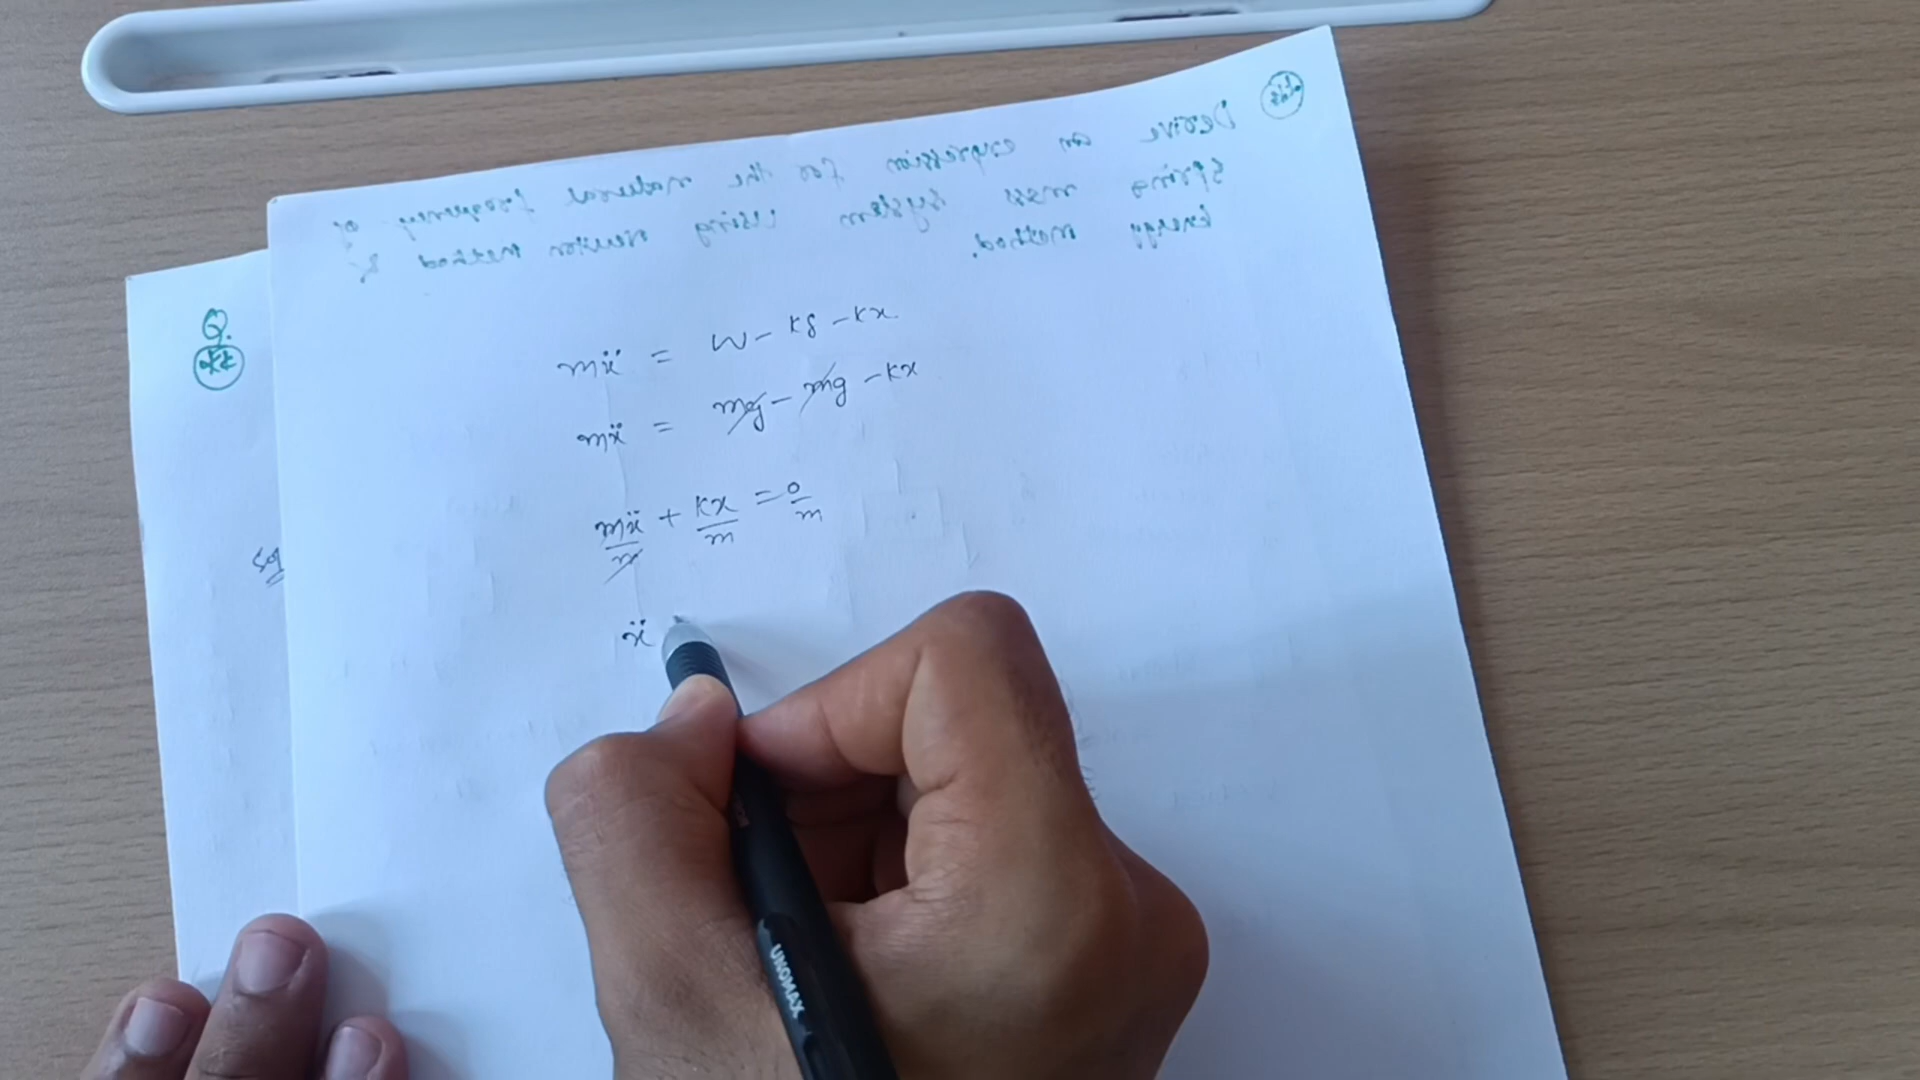 Derive an expression for the natural frequency of
spring mass system using Newton method &
Energy method.
Q.
mẍ = W - kδ - kx
mẍ = mg - mg - kx
mẍ/m + kx/m = 0/m
ẍ
UKOMAX